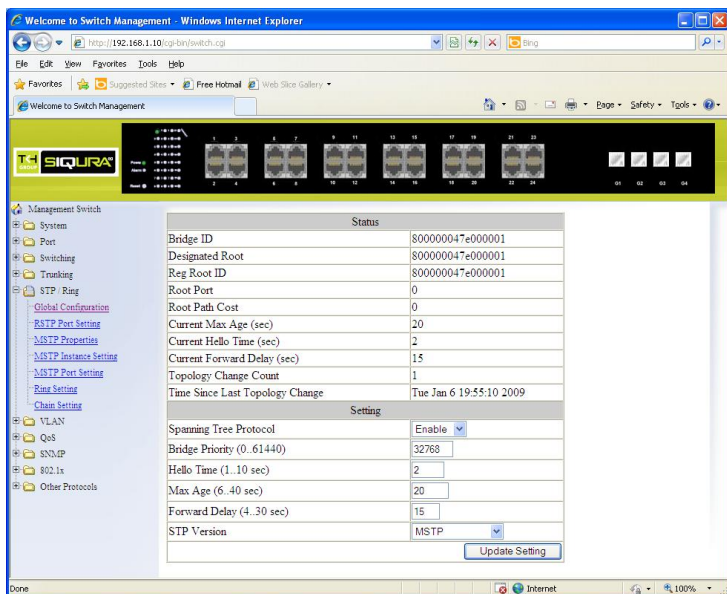 Welcome to Switch Management - Windows Internet Explorer
http://192.168.1.10/cgi-bin/switch.cgi
Bing
File Edit View Favorites Tools Help
Favorites Suggested Sites Free Hotmail Web Slice Gallery
Welcome to Switch Management
Page Safety Tools
TKH GROUP SIQURA®
Power
Alarm
Reset
1 3 5 7 9 11 13 15 17 19 21 23
2 4 6 8 10 12 14 16 18 20 22 24
G1 G2 G3 G4
Management Switch
System
Port
Switching
Trunking
STP / Ring
Global Configuration
RSTP Port Setting
MSTP Properties
MSTP Instance Setting
MSTP Port Setting
Ring Setting
Chain Setting
VLAN
QoS
SNMP
802.1x
Other Protocols
Status
Bridge ID 800000047e000001
Designated Root 800000047e000001
Reg Root ID 800000047e000001
Root Port 0
Root Path Cost 0
Current Max Age (sec) 20
Current Hello Time (sec) 2
Current Forward Delay (sec) 15
Topology Change Count 1
Time Since Last Topology Change Tue Jan 6 19:55:10 2009
Setting
Spanning Tree Protocol Enable
Bridge Priority (0..61440) 32768
Hello Time (1..10 sec) 2
Max Age (6..40 sec) 20
Forward Delay (4..30 sec) 15
STP Version MSTP
Update Setting
Done Internet 100%